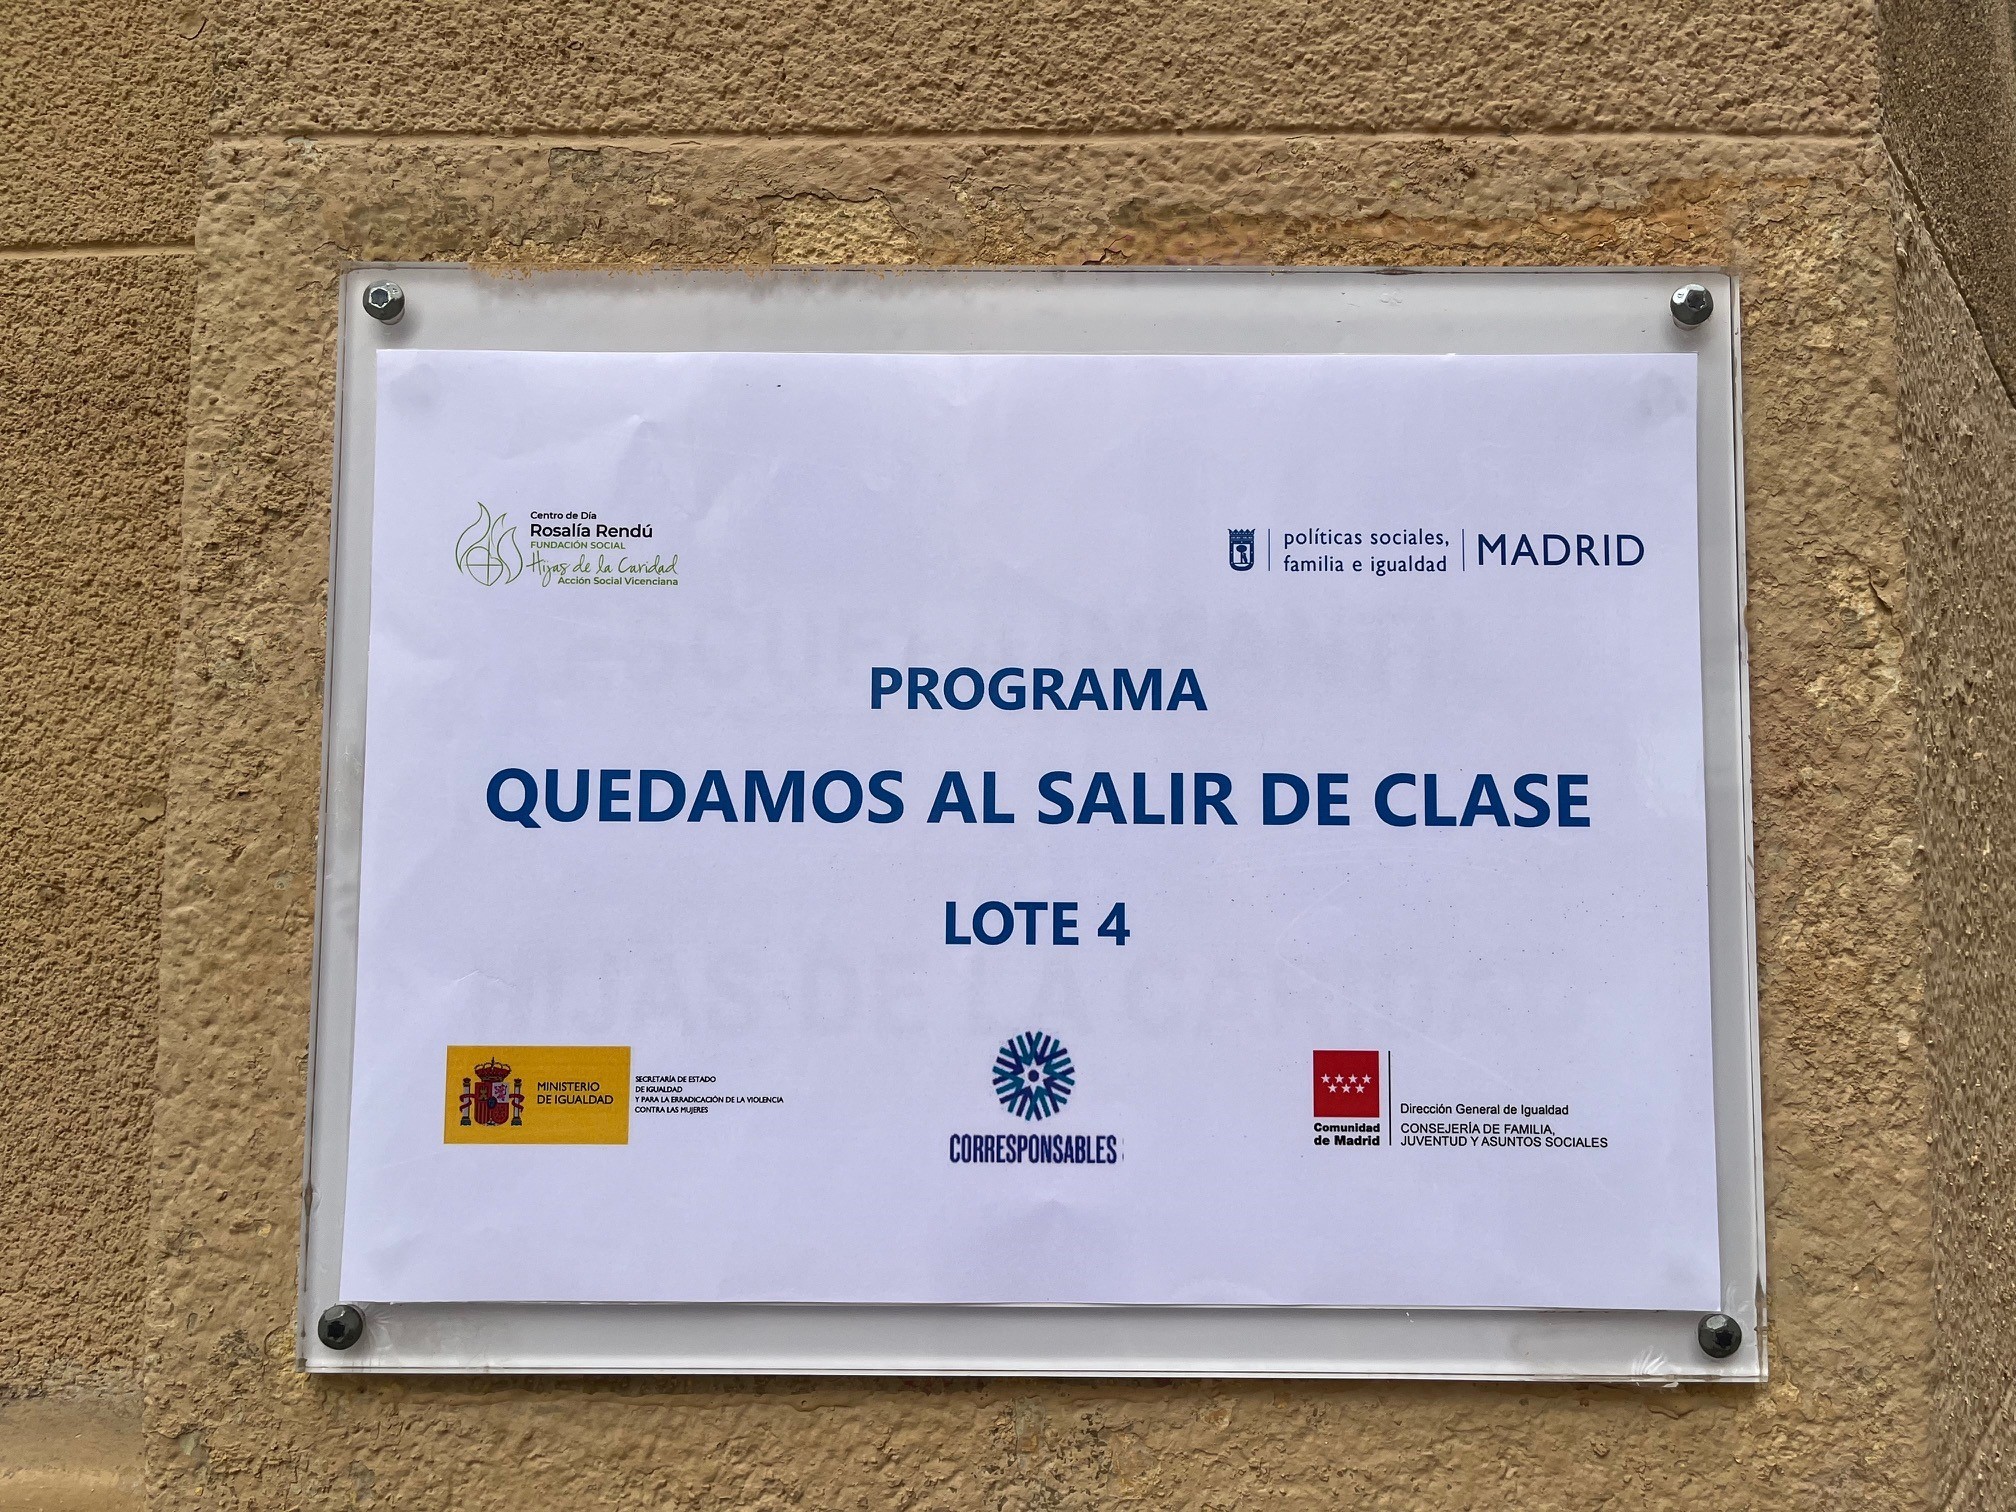 Centro de Día
Rosalía Rendú
FUNDACIÓN SOCIAL
Hijas de la Caridad
Acción Social Vicenciana
políticas sociales,
familia e igualdad
MADRID
PROGRAMA
QUEDAMOS AL SALIR DE CLASE
LOTE 4
MINISTERIO
DE IGUALDAD
SECRETARÍA DE ESTADO
DE IGUALDAD
Y PARA LA ERRADICACIÓN DE LA VIOLENCIA
CONTRA LAS MUJERES
CORRESPONSABLES
Comunidad
de Madrid
Dirección General de Igualdad
CONSEJERÍA DE FAMILIA,
JUVENTUD Y ASUNTOS SOCIALES